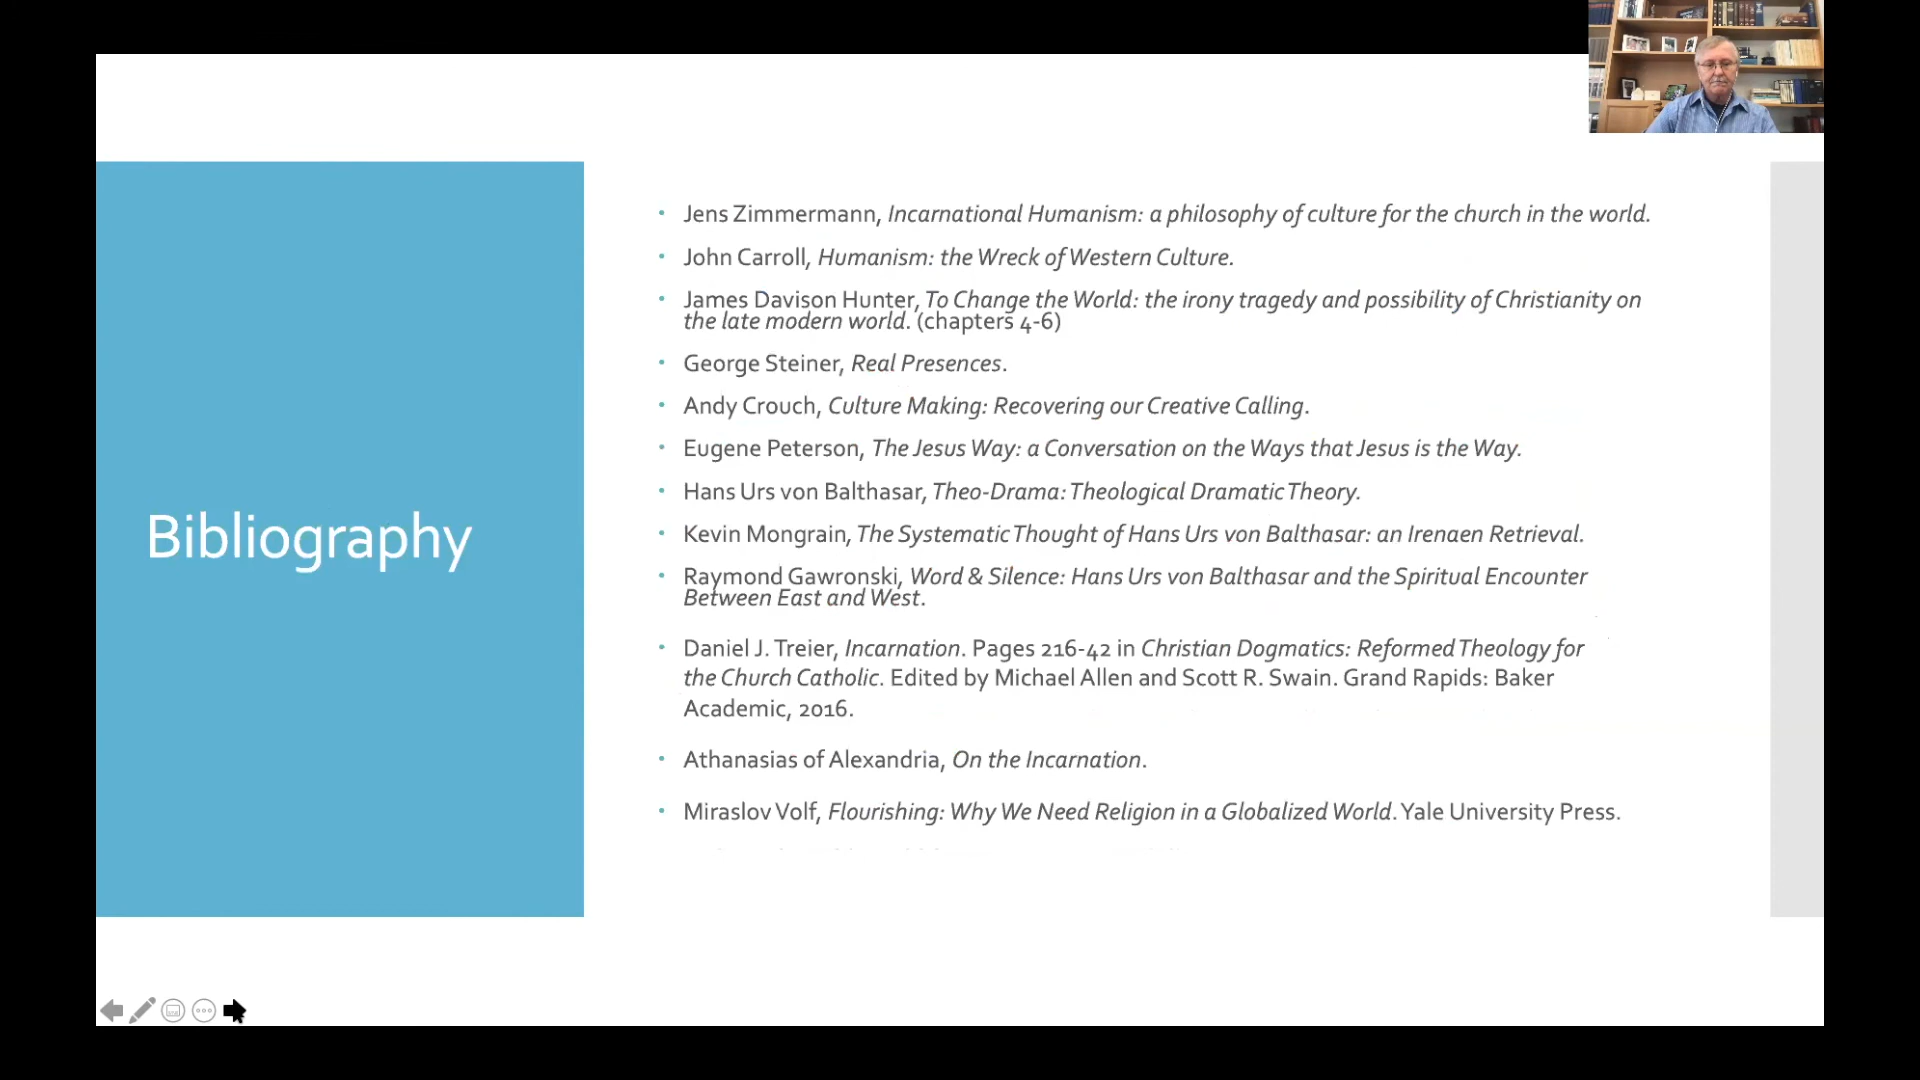 Bibliography
Jens Zimmermann, Incarnational Humanism: a philosophy of culture for the church in the world.
John Carroll, Humanism: the Wreck of Western Culture.
James Davison Hunter, To Change the World: the irony tragedy and possibility of Christianity on
the late modern world. (chapters 4-6)
George Steiner, Real Presences.
Andy Crouch, Culture Making: Recovering our Creative Calling.
Eugene Peterson, The Jesus Way: a Conversation on the Ways that Jesus is the Way.
Hans Urs von Balthasar, Theo-Drama: Theological Dramatic Theory.
Kevin Mongrain, The Systematic Thought of Hans Urs von Balthasar: an Irenaen Retrieval.
Raymond Gawronski, Word & Silence: Hans Urs von Balthasar and the Spiritual Encounter
Between East and West.
Daniel J. Treier, Incarnation. Pages 216-42 in Christian Dogmatics: Reformed Theology for
the Church Catholic. Edited by Michael Allen and Scott R. Swain. Grand Rapids: Baker
Academic, 2016.
Athanasias of Alexandria, On the Incarnation.
Miraslov Volf, Flourishing: Why We Need Religion in a Globalized World. Yale University Press.